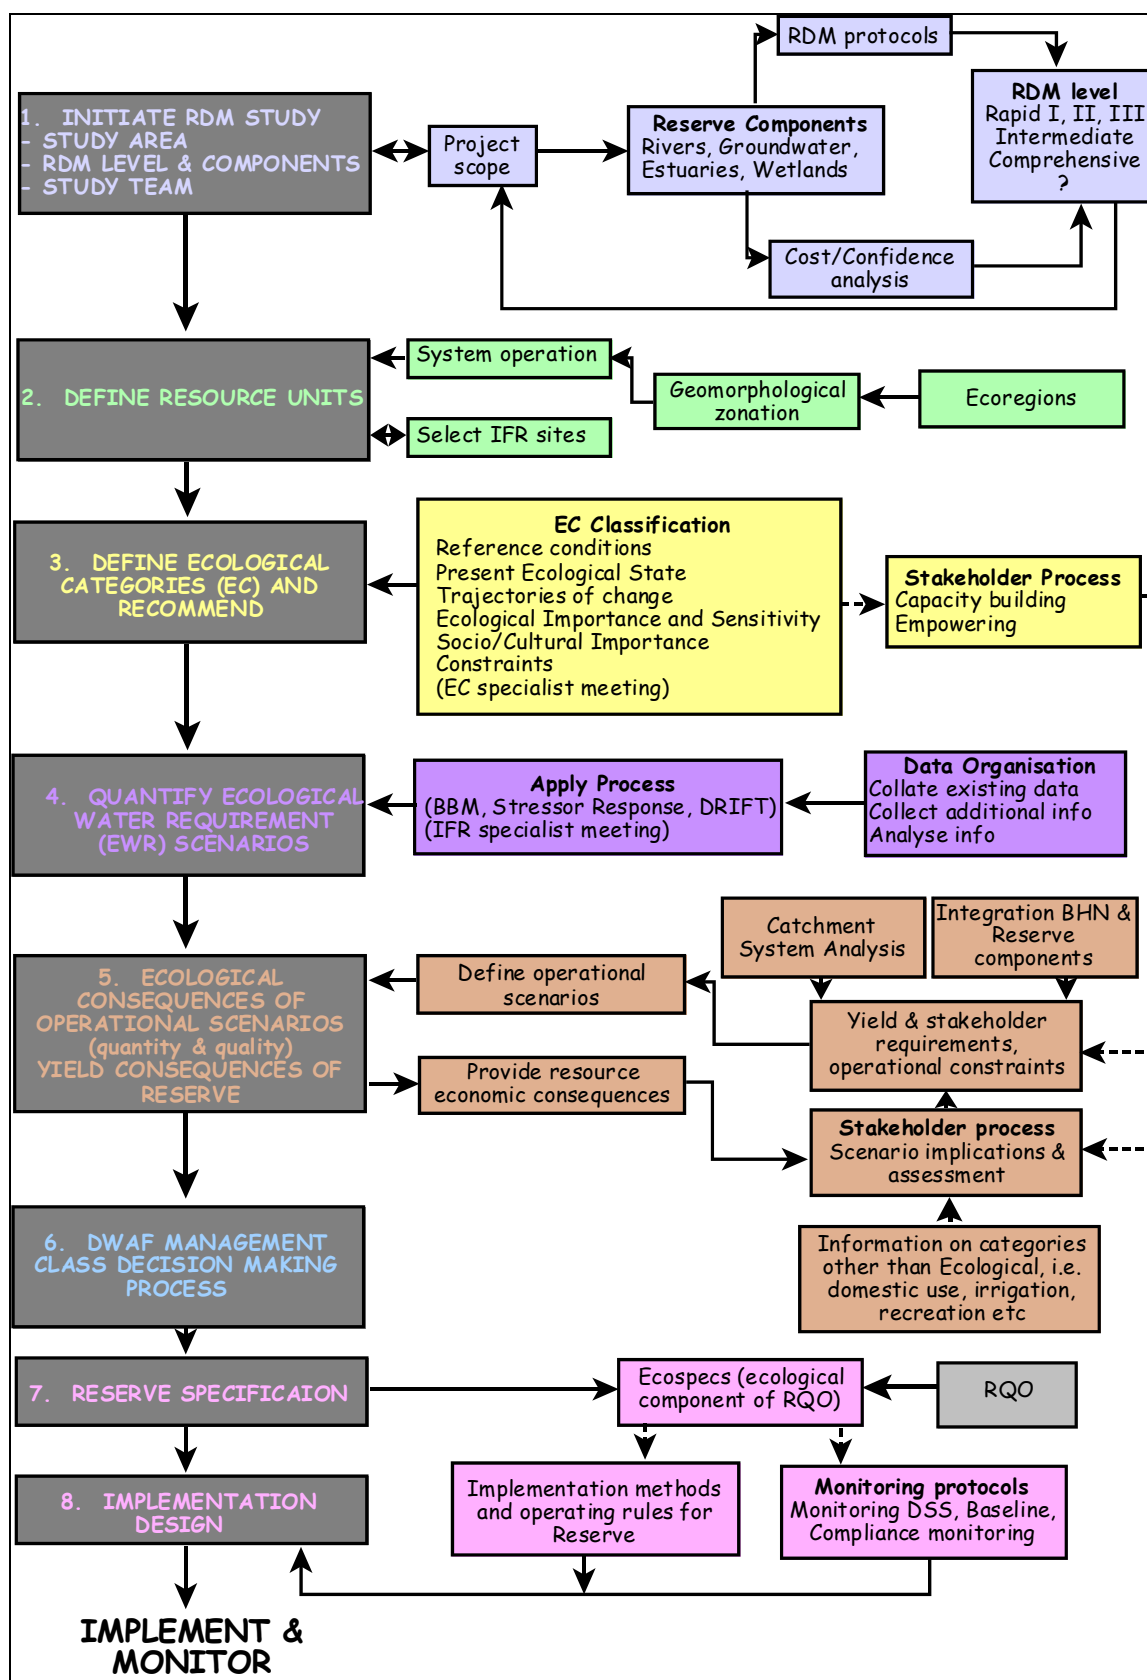 RDM protocols
1. INITIATE RDM STUDY
- STUDY AREA
- RDM LEVEL & COMPONENTS
- STUDY TEAM
Project
scope
Reserve Components
Rivers, Groundwater,
Estuaries, Wetlands
RDM level
Rapid I, II, III
Intermediate
Comprehensive
?
Cost/Confidence
analysis
2. DEFINE RESOURCE UNITS
System operation
Select IFR sites
Geomorphological
zonation
Ecoregions
3. DEFINE ECOLOGICAL
CATEGORIES (EC) AND
RECOMMEND
EC Classification
Reference conditions
Present Ecological State
Trajectories of change
Ecological Importance and Sensitivity
Socio/Cultural Importance
Constraints
(EC specialist meeting)
Stakeholder Process
Capacity building
Empowering
4. QUANTIFY ECOLOGICAL
WATER REQUIREMENT
(EWR) SCENARIOS
Apply Process
(BBM, Stressor Response, DRIFT)
(IFR specialist meeting)
Data Organisation
Collate existing data
Collect additional info
Analyse info
Catchment
System Analysis
Integration BHN &
Reserve
components
5. ECOLOGICAL
CONSEQUENCES OF
OPERATIONAL SCENARIOS
(quantity & quality)
YIELD CONSEQUENCES OF
RESERVE
Define operational
scenarios
Provide resource
economic consequences
Yield & stakeholder
requirements,
operational constraints
Stakeholder process
Scenario implications &
assessment
Information on categories
other than Ecological, i.e.
domestic use, irrigation,
recreation etc
6. DWAF MANAGEMENT
CLASS DECISION MAKING
PROCESS
7. RESERVE SPECIFICAION
Ecospecs (ecological
component of RQO)
RQO
8. IMPLEMENTATION
DESIGN
Implementation methods
and operating rules for
Reserve
Monitoring protocols
Monitoring DSS, Baseline,
Compliance monitoring
IMPLEMENT &
MONITOR